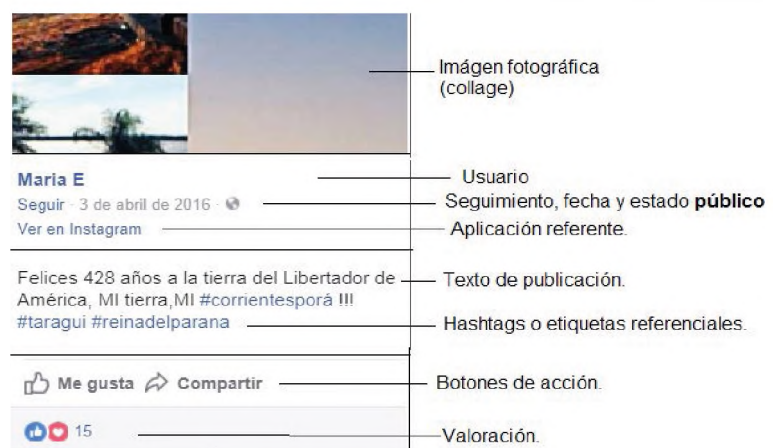 Imágen fotográfica
(collage)
Maria E
Usuario
Seguir · 3 de abril de 2016 ·
Seguimiento, fecha y estado público
Ver en Instagram
Aplicación referente.
Felices 428 años a la tierra del Libertador de
América, MI tierra,MI #corrientesporá !!!
#taragui #reinadelparana
Texto de publicación.
Hashtags o etiquetas referenciales.
Me gusta Compartir
Botones de acción.
15
Valoración.